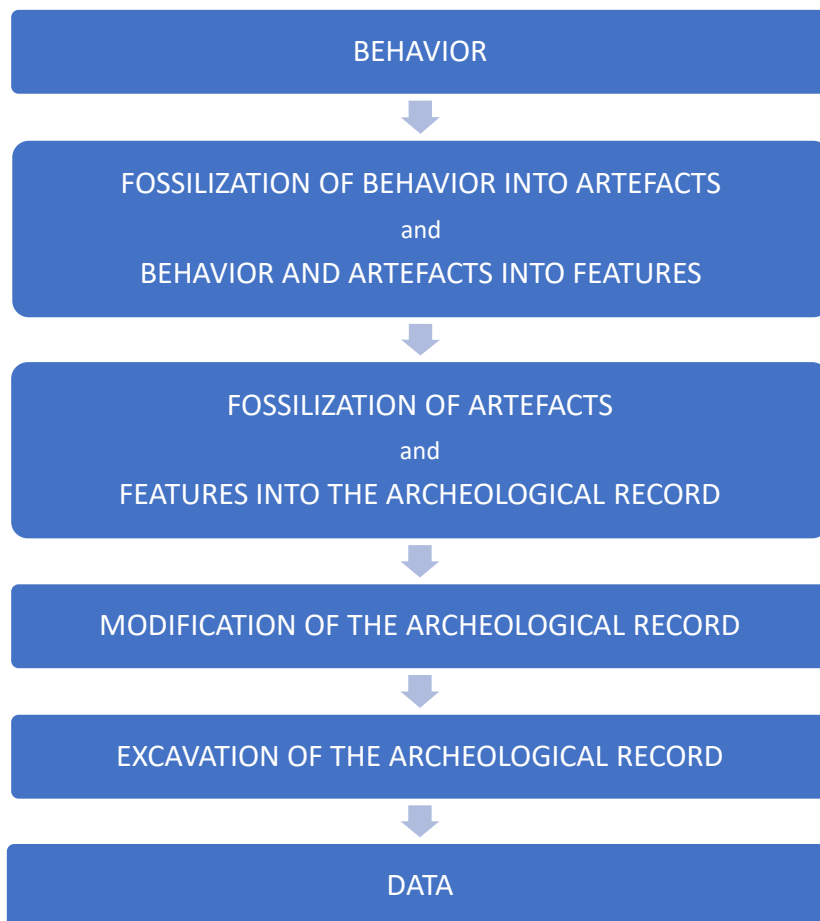 BEHAVIOR
FOSSILIZATION OF BEHAVIOR INTO ARTEFACTS
and
BEHAVIOR AND ARTEFACTS INTO FEATURES
FOSSILIZATION OF ARTEFACTS
and
FEATURES INTO THE ARCHEOLOGICAL RECORD
MODIFICATION OF THE ARCHEOLOGICAL RECORD
EXCAVATION OF THE ARCHEOLOGICAL RECORD
DATA